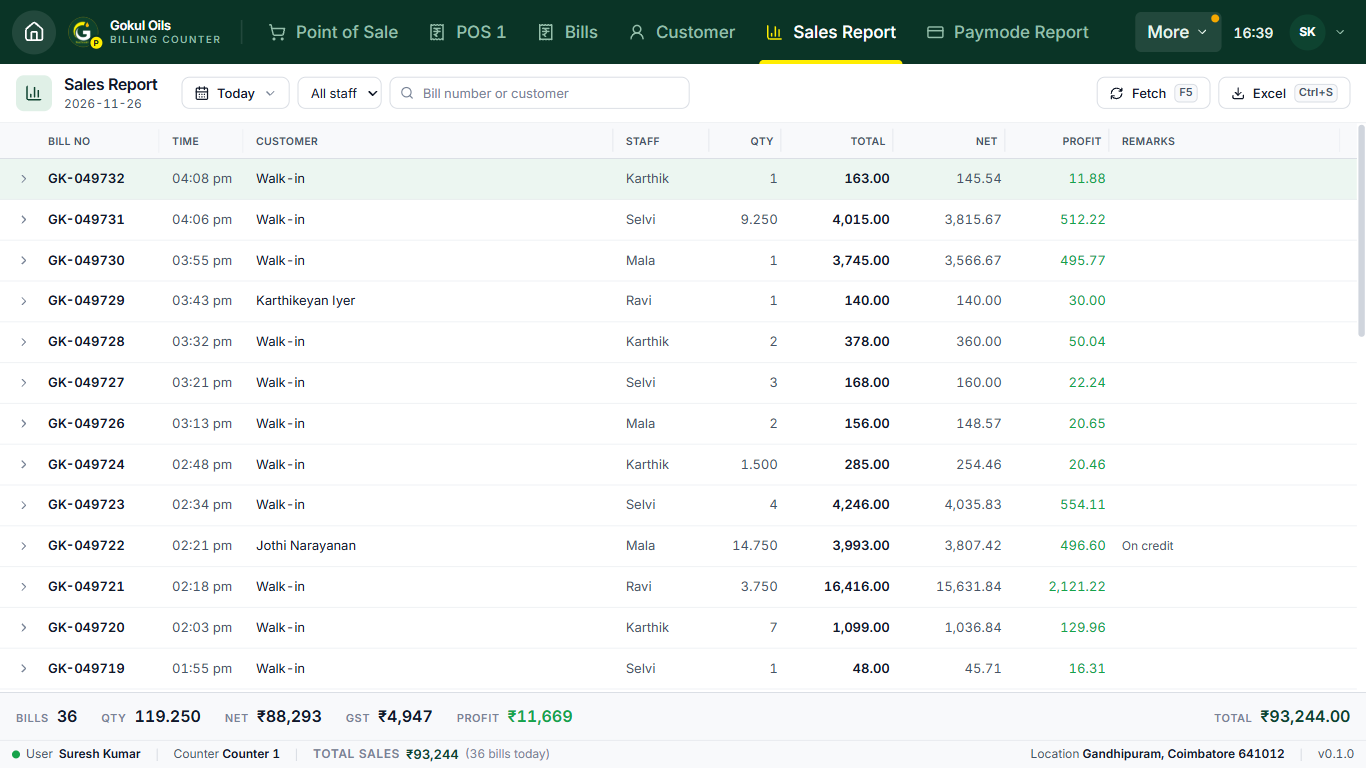 G P Gokul Oils
BILLING COUNTER
Point of Sale POS 1 Bills Customer Sales Report Paymode Report More 16:39 SK
Sales Report
2026-11-26
Today All staff Bill number or customer Fetch F5 Excel Ctrl+S
BILL NO TIME CUSTOMER STAFF QTY TOTAL NET PROFIT REMARKS
GK-049732 04:08 pm Walk-in Karthik 1 163.00 145.54 11.88
GK-049731 04:06 pm Walk-in Selvi 9.250 4,015.00 3,815.67 512.22
GK-049730 03:55 pm Walk-in Mala 1 3,745.00 3,566.67 495.77
GK-049729 03:43 pm Karthikeyan Iyer Ravi 1 140.00 140.00 30.00
GK-049728 03:32 pm Walk-in Karthik 2 378.00 360.00 50.04
GK-049727 03:21 pm Walk-in Selvi 3 168.00 160.00 22.24
GK-049726 03:13 pm Walk-in Mala 2 156.00 148.57 20.65
GK-049724 02:48 pm Walk-in Karthik 1.500 285.00 254.46 20.46
GK-049723 02:34 pm Walk-in Selvi 4 4,246.00 4,035.83 554.11
GK-049722 02:21 pm Jothi Narayanan Mala 14.750 3,993.00 3,807.42 496.60 On credit
GK-049721 02:18 pm Walk-in Ravi 3.750 16,416.00 15,631.84 2,121.22
GK-049720 02:03 pm Walk-in Karthik 7 1,099.00 1,036.84 129.96
GK-049719 01:55 pm Walk-in Selvi 1 48.00 45.71 16.31
BILLS 36 QTY 119.250 NET ₹88,293 GST ₹4,947 PROFIT ₹11,669 TOTAL ₹93,244.00
User Suresh Kumar Counter Counter 1 TOTAL SALES ₹93,244 (36 bills today) Location Gandhipuram, Coimbatore 641012 v0.1.0